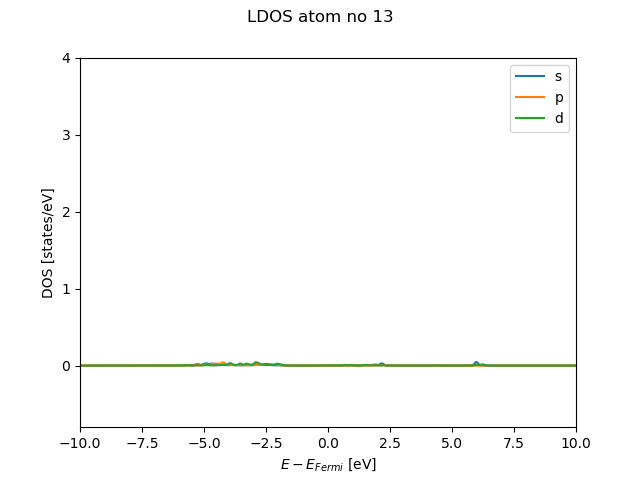 LDOS atom no 13
4
3
2
1
0
DOS [states/eV]
s
p
d
−10.0 −7.5 −5.0 −2.5 0.0 2.5 5.0 7.5 10.0
E − E_Fermi [eV]